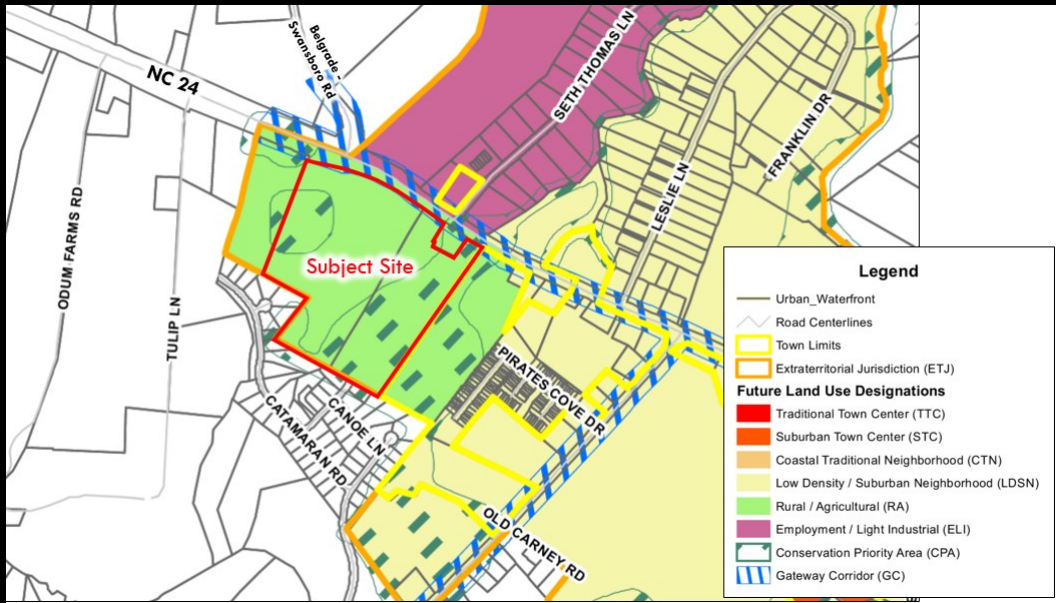 Belgrade -
Swansboro Rd
NC 24
SETH THOMAS LN
FRANKLIN DR
LESLIE LN
ODUM FARMS RD
TULIP LN
Subject Site
PIRATES COVE DR
CANOE LN
CATAMARAN RD
OLD CARNEY RD
Legend
Urban_Waterfront
Road Centerlines
Town Limits
Extraterritorial Jurisdiction (ETJ)
Future Land Use Designations
Traditional Town Center (TTC)
Suburban Town Center (STC)
Coastal Traditional Neighborhood (CTN)
Low Density / Suburban Neighborhood (LDSN)
Rural / Agricultural (RA)
Employment / Light Industrial (ELI)
Conservation Priority Area (CPA)
Gateway Corridor (GC)